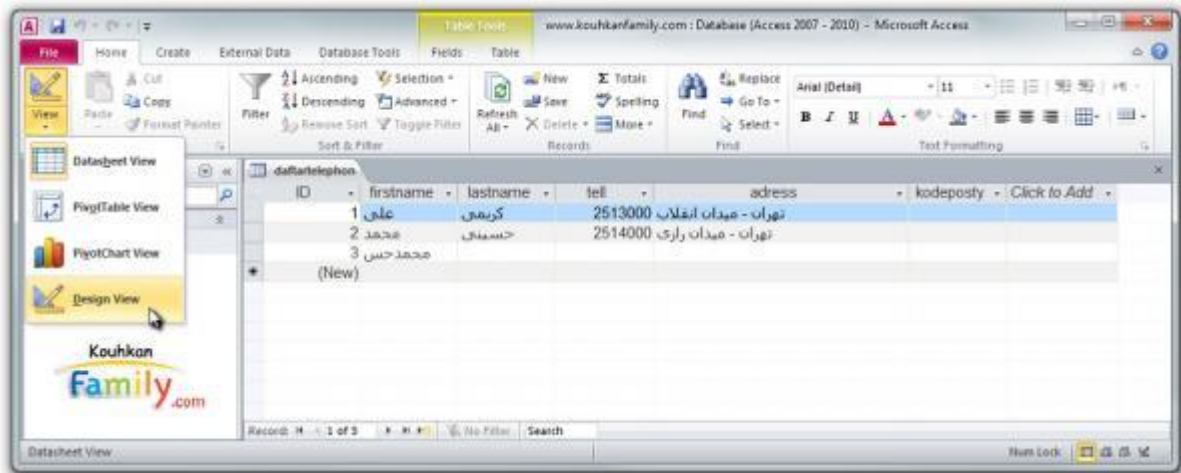 Table Tools www.kouhkanfamily.com : Database (Access 2007 - 2010) - Microsoft Access
File Home Create External Data Database Tools Fields Table
View Paste Cut Copy Format Painter
Filter Ascending Descending Remove Sort Selection Advanced Toggle Filter
Sort & Filter
Refresh All New Save Delete Totals Spelling More
Records
Find Replace Go To Select
Find
Arial (Detail) 11
B I U A
Text Formatting
Datasheet View
PivotTable View
PivotChart View
Design View
Kouhkan
Family.com
daftartelephon
ID firstname lastname tell adress kodeposty Click to Add
1 علی کریمی 2513000 تهران - میدان انقلاب
2 محمد حسینی 2514000 تهران - میدان رازی
3 محمدحس
(New)
Record: 1 of 3 No Filter Search
Datasheet View Num Lock